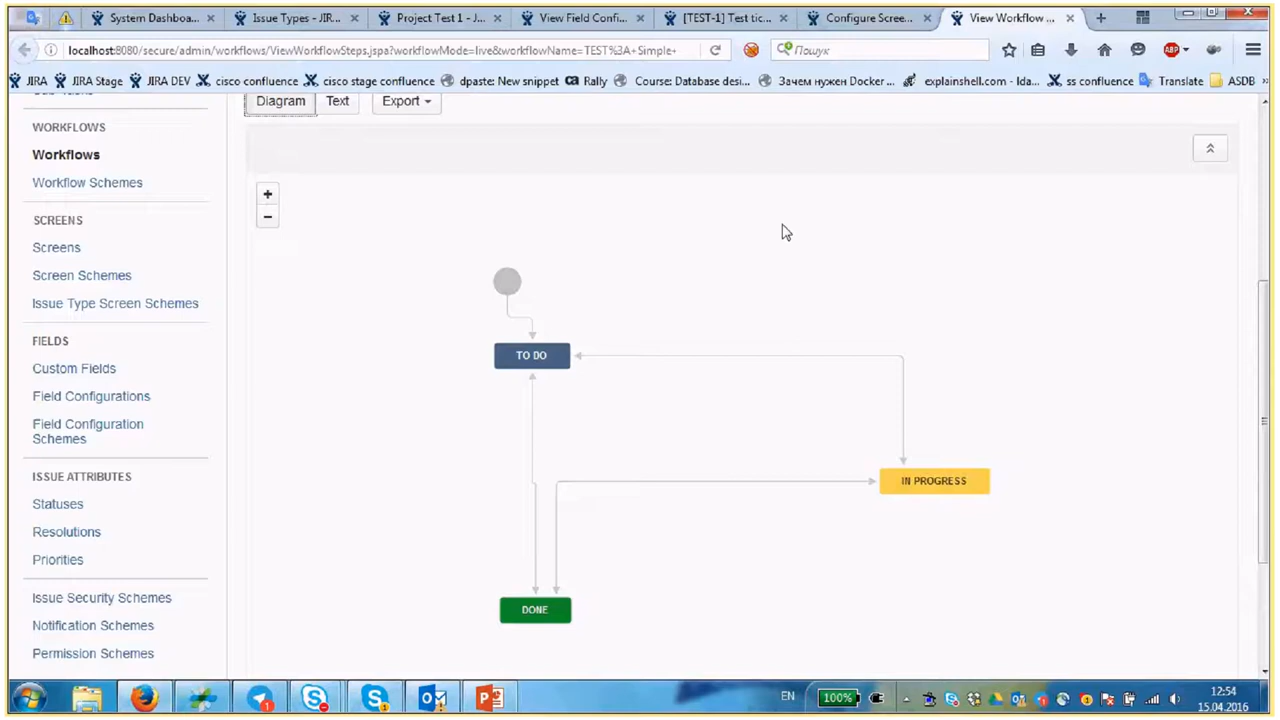 System Dashboa...
Issue Types - JIR...
Project Test 1 - J...
View Field Confi...
[TEST-1] Test tic...
Configure Scree...
View Workflow ...
localhost:8080/secure/admin/workflows/ViewWorkflowSteps.jspa?workflowMode=live&workflowName=TEST%3A+Simple+
Пошук
ABP
JIRA
JIRA Stage
JIRA DEV
cisco confluence
cisco stage confluence
dpaste: New snippet
Rally
Course: Database desi...
Зачем нужен Docker ...
explainshell.com - Ida...
ss confluence
Translate
ASDB
Diagram
Text
Export
WORKFLOWS
Workflows
Workflow Schemes
SCREENS
Screens
Screen Schemes
Issue Type Screen Schemes
FIELDS
Custom Fields
Field Configurations
Field Configuration
Schemes
ISSUE ATTRIBUTES
Statuses
Resolutions
Priorities
Issue Security Schemes
Notification Schemes
Permission Schemes
TO DO
IN PROGRESS
DONE
EN
100%
12:54
15.04.2016